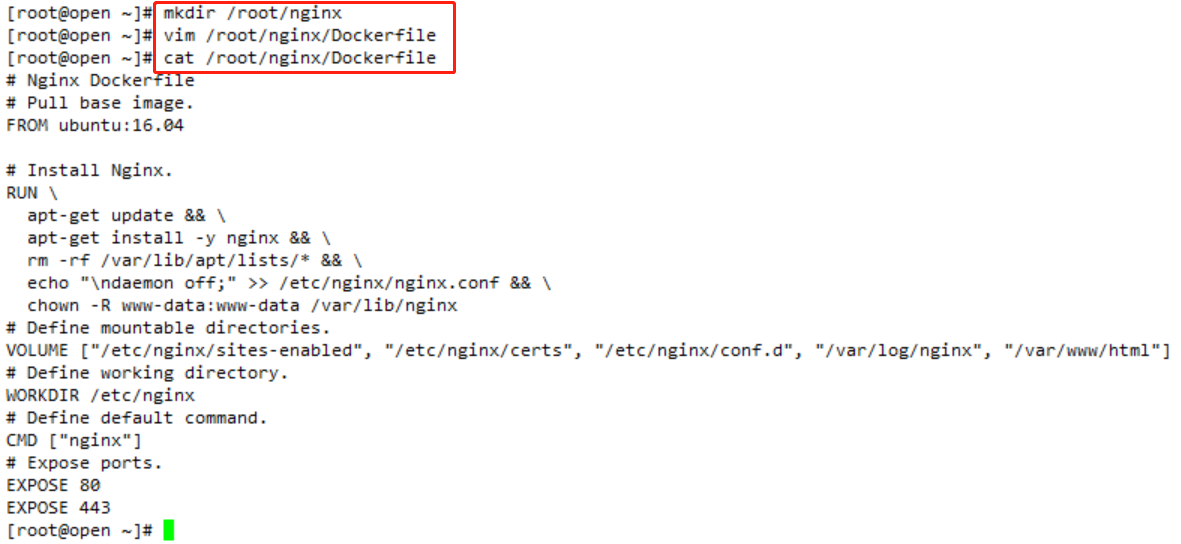 [root@open ~]# mkdir /root/nginx
[root@open ~]# vim /root/nginx/Dockerfile
[root@open ~]# cat /root/nginx/Dockerfile
# Nginx Dockerfile
# Pull base image.
FROM ubuntu:16.04

# Install Nginx.
RUN \
  apt-get update && \
  apt-get install -y nginx && \
  rm -rf /var/lib/apt/lists/* && \
  echo "\ndaemon off;" >> /etc/nginx/nginx.conf && \
  chown -R www-data:www-data /var/lib/nginx
# Define mountable directories.
VOLUME ["/etc/nginx/sites-enabled", "/etc/nginx/certs", "/etc/nginx/conf.d", "/var/log/nginx", "/var/www/html"]
# Define working directory.
WORKDIR /etc/nginx
# Define default command.
CMD ["nginx"]
# Expose ports.
EXPOSE 80
EXPOSE 443
[root@open ~]#